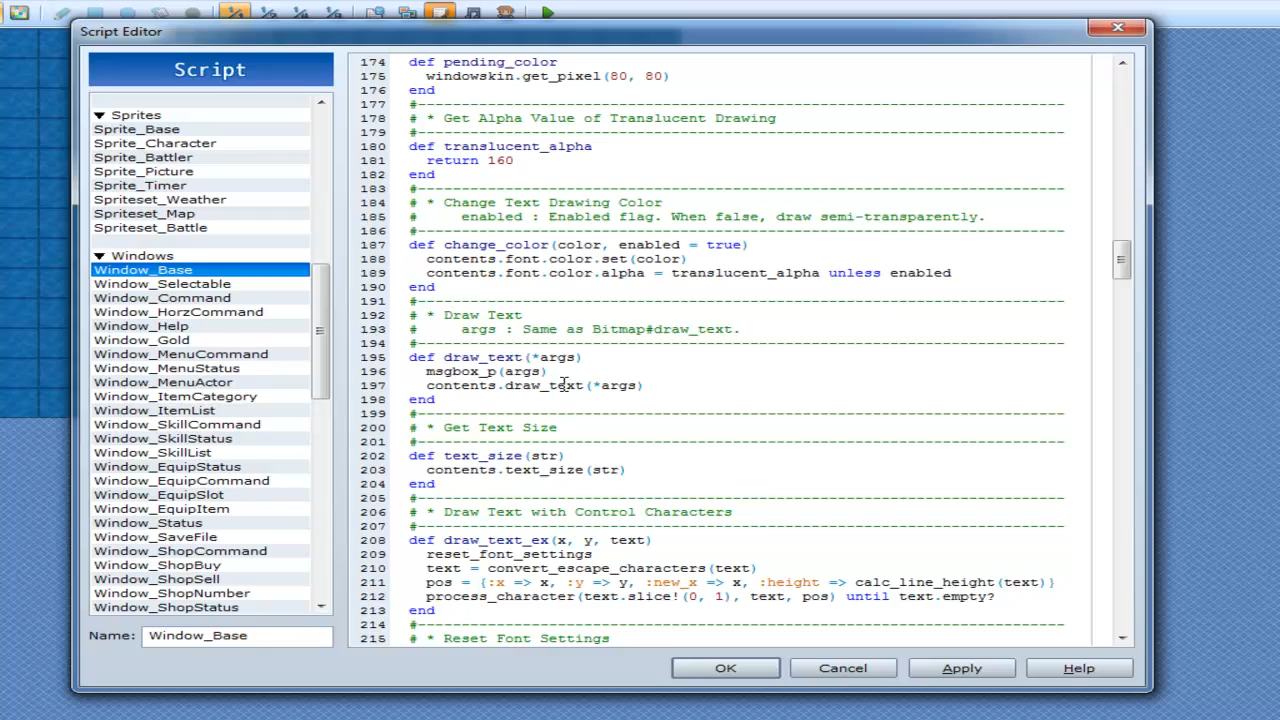 Script Editor
Script
▼ Sprites
Sprite_Base
Sprite_Character
Sprite_Battler
Sprite_Picture
Sprite_Timer
Spriteset_Weather
Spriteset_Map
Spriteset_Battle
▼ Windows
Window_Base
Window_Selectable
Window_Command
Window_HorzCommand
Window_Help
Window_Gold
Window_MenuCommand
Window_MenuStatus
Window_MenuActor
Window_ItemCategory
Window_ItemList
Window_SkillCommand
Window_SkillStatus
Window_SkillList
Window_EquipStatus
Window_EquipCommand
Window_EquipSlot
Window_EquipItem
Window_Status
Window_SaveFile
Window_ShopCommand
Window_ShopBuy
Window_ShopSell
Window_ShopNumber
Window_ShopStatus
Name: Window_Base
174 def pending_color
175   windowskin.get_pixel(80, 80)
176 end
177 #--------------------------------------------------------------------------
178 # * Get Alpha Value of Translucent Drawing
179 #--------------------------------------------------------------------------
180 def translucent_alpha
181   return 160
182 end
183 #--------------------------------------------------------------------------
184 # * Change Text Drawing Color
185 #     enabled : Enabled flag. When false, draw semi-transparently.
186 #--------------------------------------------------------------------------
187 def change_color(color, enabled = true)
188   contents.font.color.set(color)
189   contents.font.color.alpha = translucent_alpha unless enabled
190 end
191 #--------------------------------------------------------------------------
192 # * Draw Text
193 #     args : Same as Bitmap#draw_text.
194 #--------------------------------------------------------------------------
195 def draw_text(*args)
196   msgbox_p(args)
197   contents.draw_text(*args)
198 end
199 #--------------------------------------------------------------------------
200 # * Get Text Size
201 #--------------------------------------------------------------------------
202 def text_size(str)
203   contents.text_size(str)
204 end
205 #--------------------------------------------------------------------------
206 # * Draw Text with Control Characters
207 #--------------------------------------------------------------------------
208 def draw_text_ex(x, y, text)
209   reset_font_settings
210   text = convert_escape_characters(text)
211   pos = {:x => x, :y => y, :new_x => x, :height => calc_line_height(text)}
212   process_character(text.slice!(0, 1), text, pos) until text.empty?
213 end
214 #--------------------------------------------------------------------------
215 # * Reset Font Settings
OK Cancel Apply Help